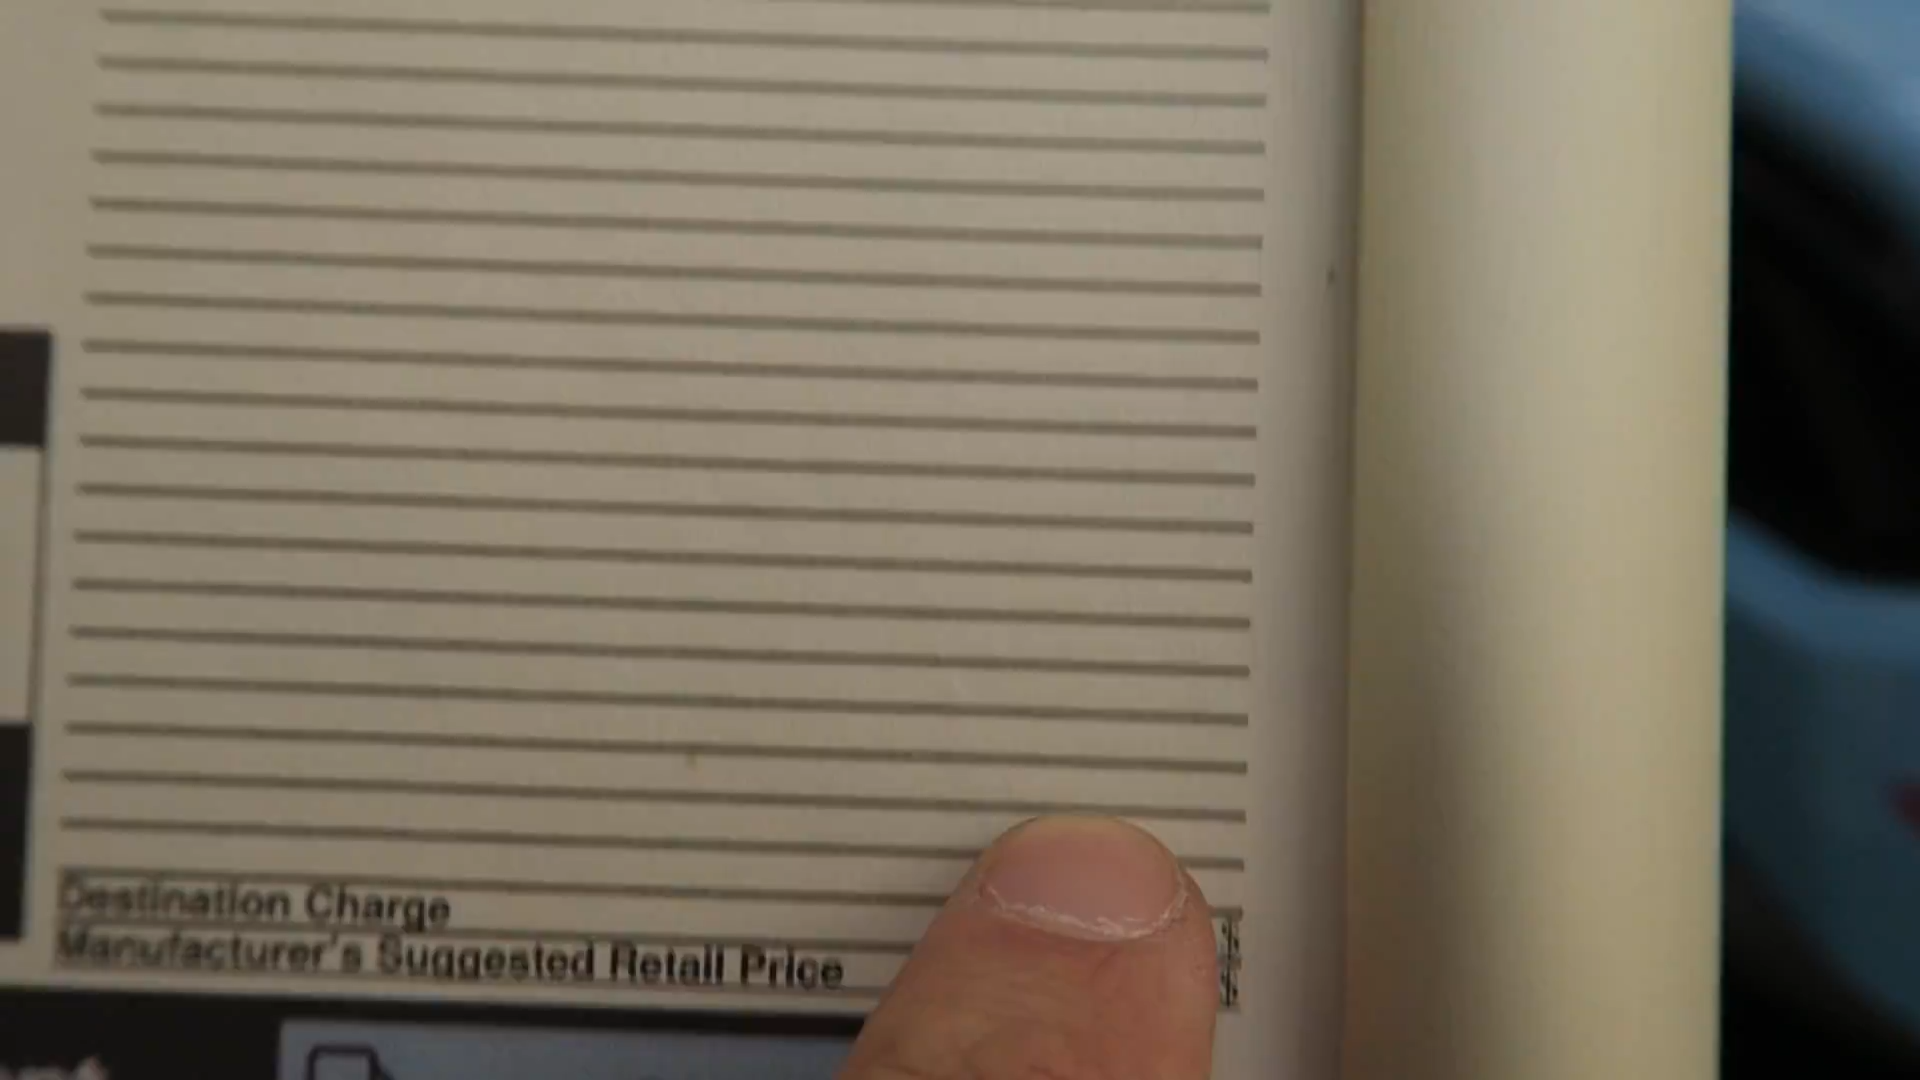 Destination Charge
Manufacturer's Suggested Retail Price $